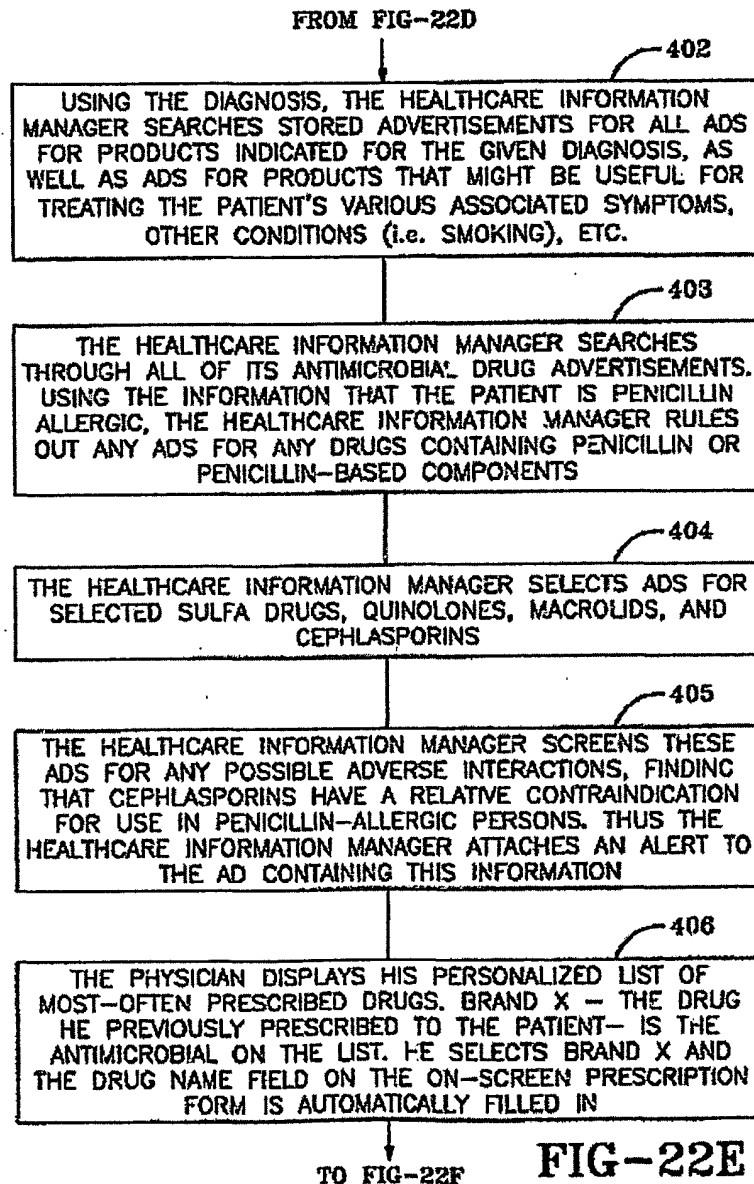 FROM FIG-22D
402
USING THE DIAGNOSIS, THE HEALTHCARE INFORMATION
MANAGER SEARCHES STORED ADVERTISEMENTS FOR ALL ADS
FOR PRODUCTS INDICATED FOR THE GIVEN DIAGNOSIS, AS
WELL AS ADS FOR PRODUCTS THAT MIGHT BE USEFUL FOR
TREATING THE PATIENT'S VARIOUS ASSOCIATED SYMPTOMS,
OTHER CONDITIONS (i.e. SMOKING), ETC.
403
THE HEALTHCARE INFORMATION MANAGER SEARCHES
THROUGH ALL OF ITS ANTIMICROBIAL DRUG ADVERTISEMENTS.
USING THE INFORMATION THAT THE PATIENT IS PENICILLIN
ALLERGIC, THE HEALTHCARE INFORMATION MANAGER RULES
OUT ANY ADS FOR ANY DRUGS CONTAINING PENICILLIN OR
PENICILLIN-BASED COMPONENTS
404
THE HEALTHCARE INFORMATION MANAGER SELECTS ADS FOR
SELECTED SULFA DRUGS, QUINOLONES, MACROLIDS, AND
CEPHLASPORINS
405
THE HEALTHCARE INFORMATION MANAGER SCREENS THESE
ADS FOR ANY POSSIBLE ADVERSE INTERACTIONS, FINDING
THAT CEPHLASPORINS HAVE A RELATIVE CONTRAINDICATION
FOR USE IN PENICILLIN-ALLERGIC PERSONS. THUS THE
HEALTHCARE INFORMATION MANAGER ATTACHES AN ALERT TO
THE AD CONTAINING THIS INFORMATION
406
THE PHYSICIAN DISPLAYS HIS PERSONALIZED LIST OF
MOST-OFTEN PRESCRIBED DRUGS. BRAND X – THE DRUG
HE PREVIOUSLY PRESCRIBED TO THE PATIENT– IS THE
ANTIMICROBIAL ON THE LIST. HE SELECTS BRAND X AND
THE DRUG NAME FIELD ON THE ON-SCREEN PRESCRIPTION
FORM IS AUTOMATICALLY FILLED IN
TO FIG-22F
FIG-22E